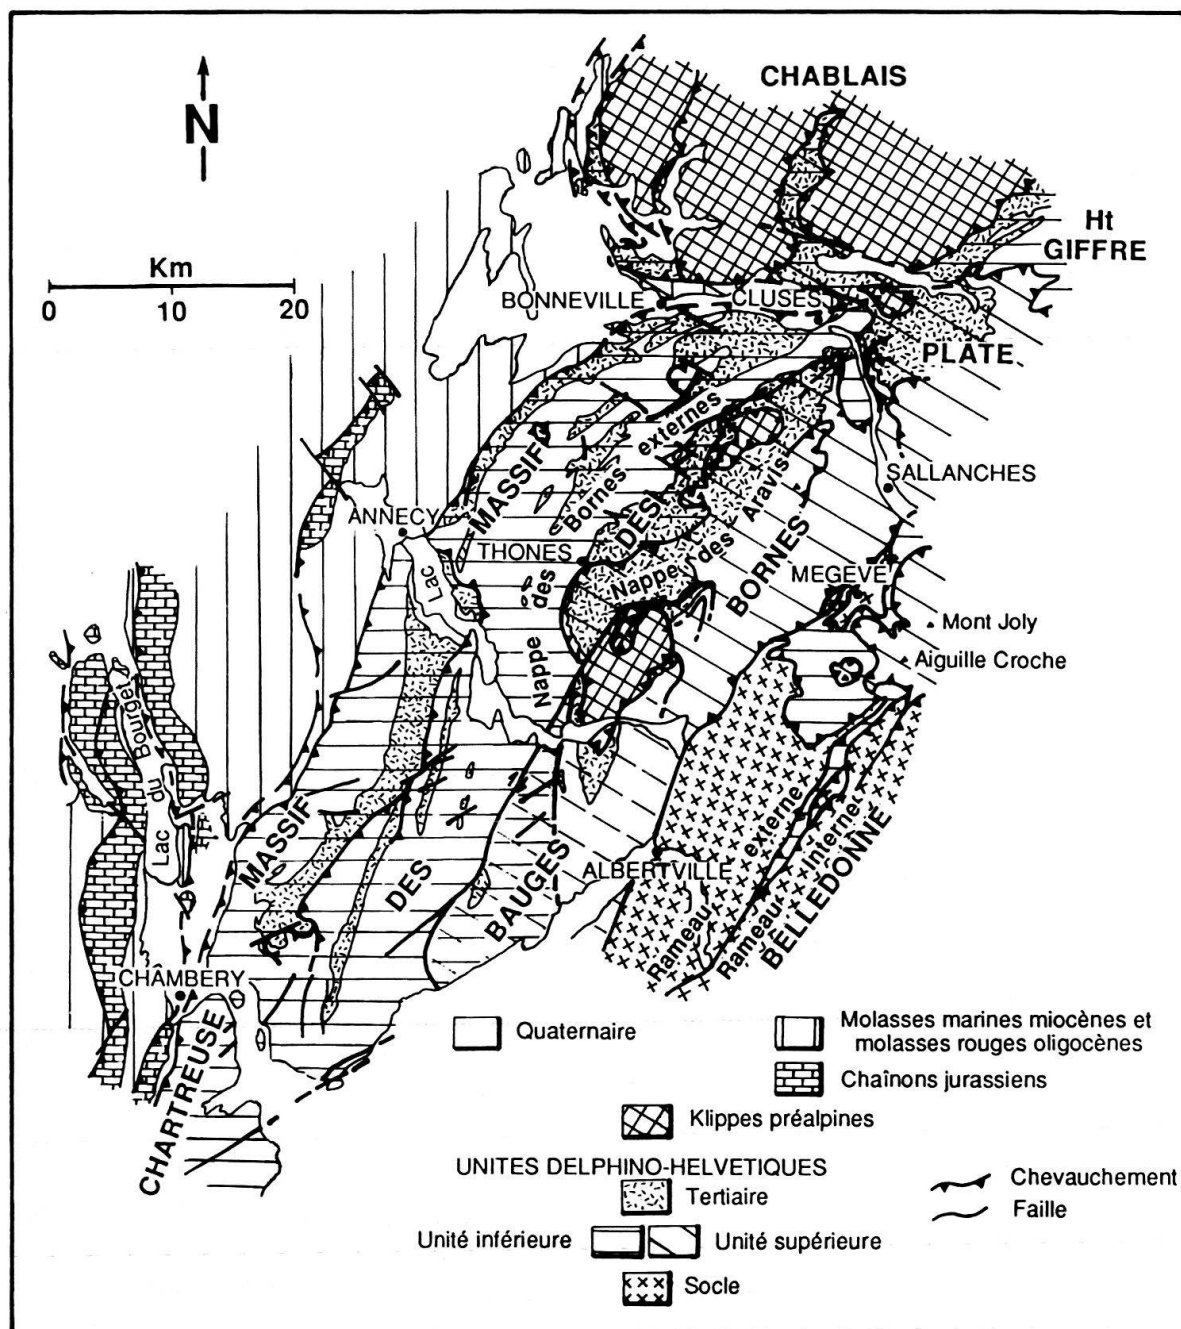 CHABLAIS
N
Ht
GIFFRE
Km
0 10 20
BONNEVILLE
CLUSES
PLATE
MASSIF
DES
BORNES
Bornes externes
Nappe des
Nappe des Aravis
SALLANCHES
ANNECY
THONES
Lac
MEGEVE
Mont Joly
Aiguille Croche
Lac du Bourget
MASSIF
DES
BAUGES
ALBERTVILLE
Rameau externe
Rameau interne
BELLEDONNE
CHAMBERY
CHARTREUSE
Quaternaire
Molasses marines miocènes et
molasses rouges oligocènes
Chaînons jurassiens
Klippes préalpines
UNITES DELPHINO-HELVETIQUES
Tertiaire
Unité inférieure
Unité supérieure
Socle
Chevauchement
Faille